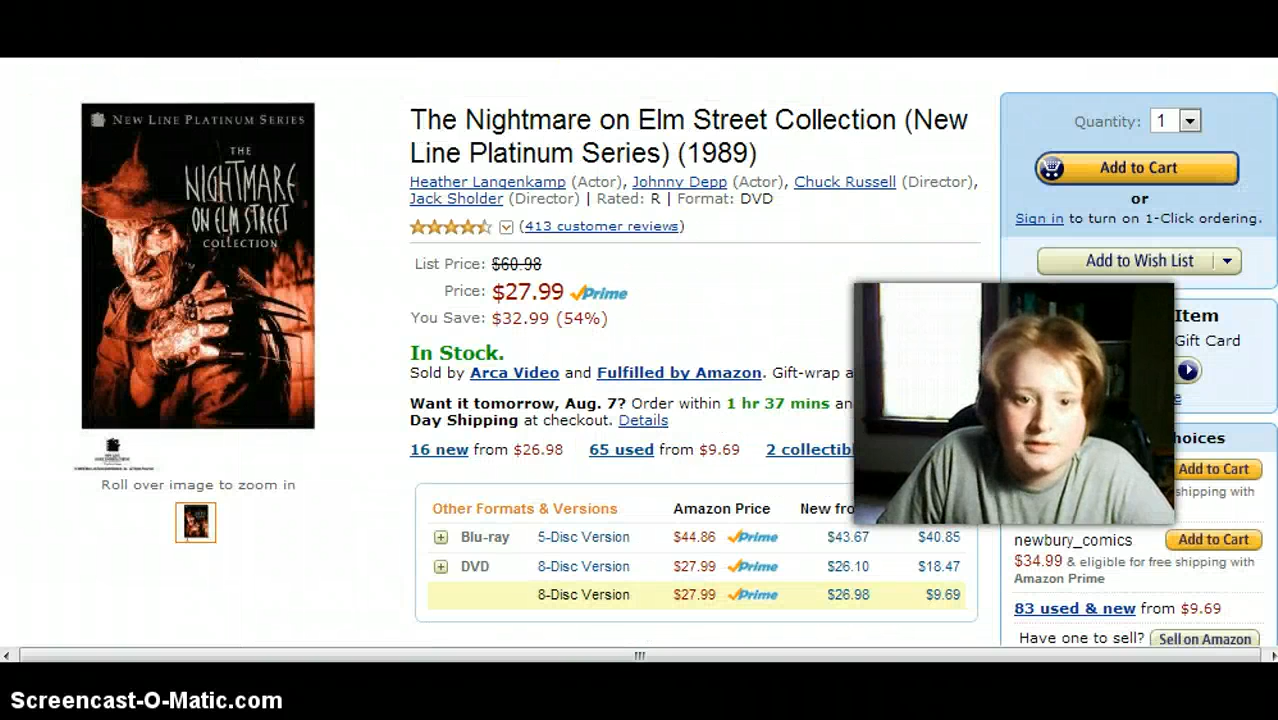 NEW LINE PLATINUM SERIES
THE
NIGHTMARE
ON ELM STREET
COLLECTION
Roll over image to zoom in
The Nightmare on Elm Street Collection (New
Line Platinum Series) (1989)
Heather Langenkamp (Actor), Johnny Depp (Actor), Chuck Russell (Director),
Jack Sholder (Director) | Rated: R | Format: DVD
(413 customer reviews)
List Price: $60.98
Price: $27.99 Prime
You Save: $32.99 (54%)
In Stock.
Sold by Arca Video and Fulfilled by Amazon. Gift-wrap a
Want it tomorrow, Aug. 7? Order within 1 hr 37 mins an
Day Shipping at checkout. Details
16 new from $26.98 65 used from $9.69 2 collectib
Other Formats & Versions Amazon Price New fro
Blu-ray 5-Disc Version $44.86 Prime $43.67 $40.85
DVD 8-Disc Version $27.99 Prime $26.10 $18.47
8-Disc Version $27.99 Prime $26.98 $9.69
Quantity: 1
Add to Cart
or
Sign in to turn on 1-Click ordering.
Add to Wish List
Item
Gift Card
e
hoices
Add to Cart
shipping with
newbury_comics Add to Cart
$34.99 & eligible for free shipping with
Amazon Prime
83 used & new from $9.69
Have one to sell? Sell on Amazon
Screencast-O-Matic.com